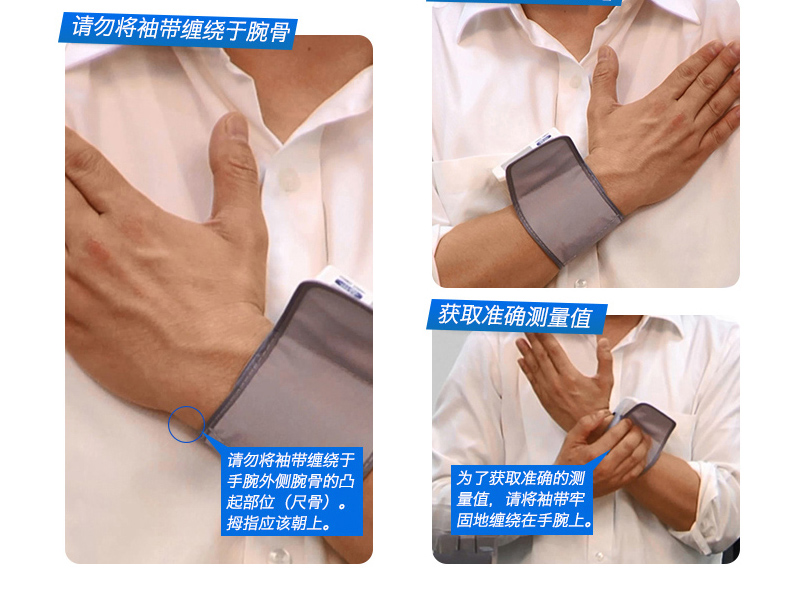 请勿将袖带缠绕于腕骨
请勿将袖带缠绕于
手腕外侧腕骨的凸
起部位（尺骨）。
拇指应该朝上。
获取准确测量值
为了获取准确的测
量值，请将袖带牢
固地缠绕在手腕上。